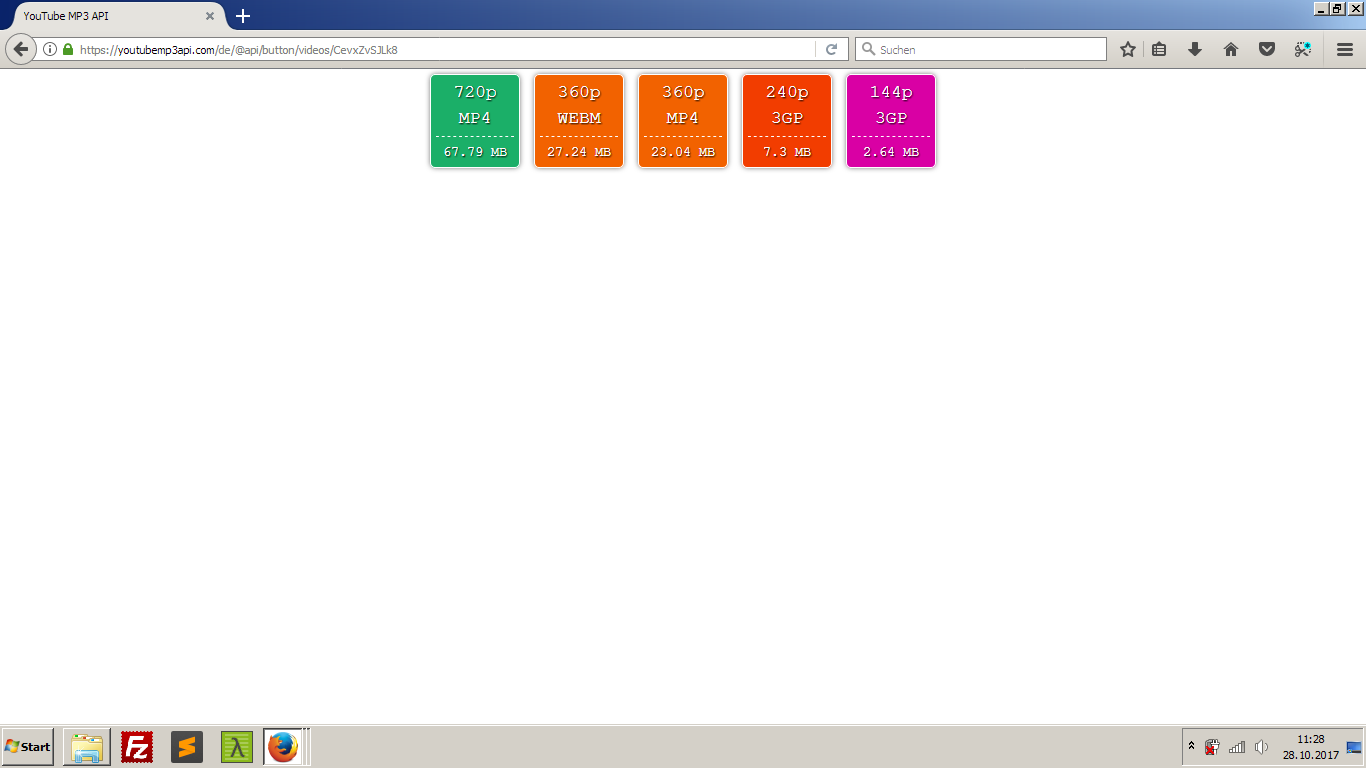 YouTube MP3 API
https://youtubemp3api.com/de/@api/button/videos/CevxZvSJLk8
Suchen
720p
MP4
67.79 MB
360p
WEBM
27.24 MB
360p
MP4
23.04 MB
240p
3GP
7.3 MB
144p
3GP
2.64 MB
Start
Fz
S
λ
11:28
28.10.2017